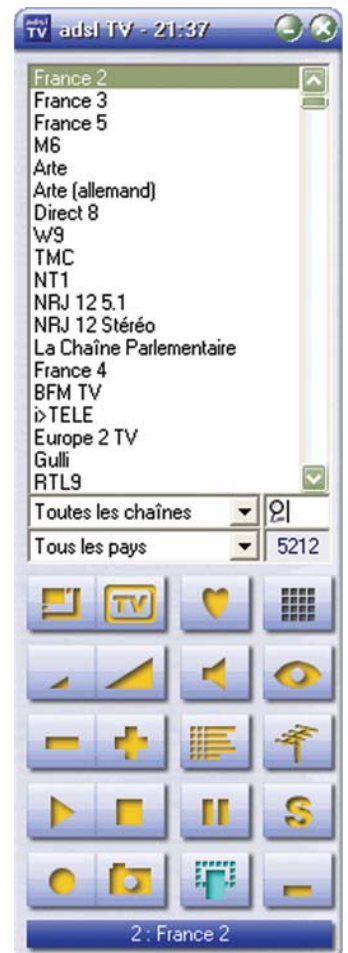 adsl TV adsl TV - 21:37
France 2
France 3
France 5
M6
Arte
Arte (allemand)
Direct 8
W9
TMC
NT1
NRJ 12 5.1
NRJ 12 Stéréo
La Chaîne Parlementaire
France 4
BFM TV
i>TELE
Europe 2 TV
Gulli
RTL9
Toutes les chaînes
Tous les pays 5212
TV
S
2 : France 2